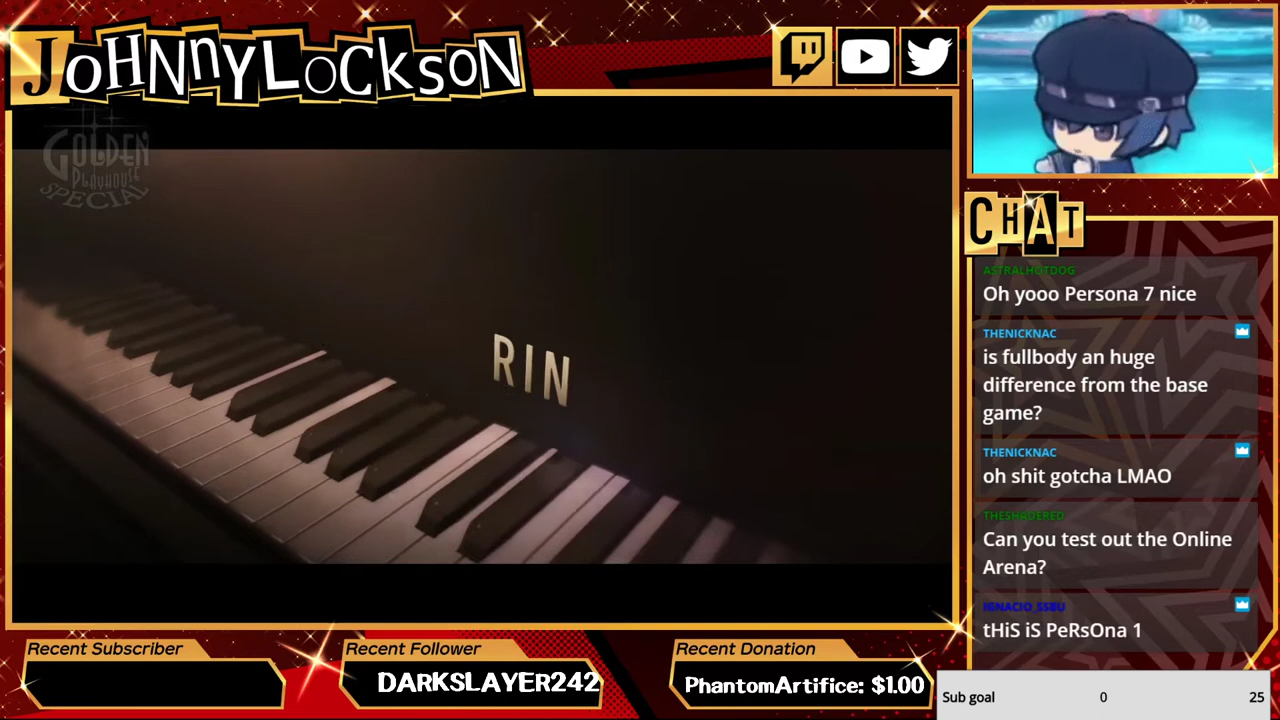 JOHNNYLOCKSON
GOLDEN
PLAYHOUSE
SPECIAL
RIN
CHAT
ASTRALHOTDOG
Oh yooo Persona 7 nice
THENICKNAC
is fullbody an huge
difference from the base
game?
THENICKNAC
oh shit gotcha LMAO
THESHADERED
Can you test out the Online
Arena?
IGNACIO_SSBU
tHiS iS PeRsOna 1
Recent Subscriber
Recent Follower
DARKSLAYER242
Recent Donation
PhantomArtifice: $1.00
Sub goal 0 25